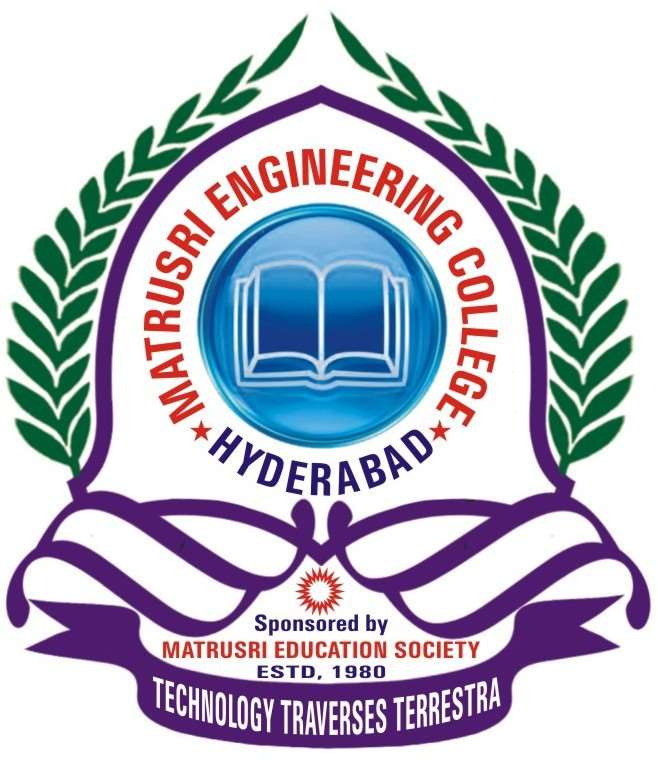 MATRUSRI ENGINEERING COLLEGE
HYDERABAD
Sponsored by
MATRUSRI EDUCATION SOCIETY
ESTD, 1980
TECHNOLOGY TRAVERSES TERRESTRA